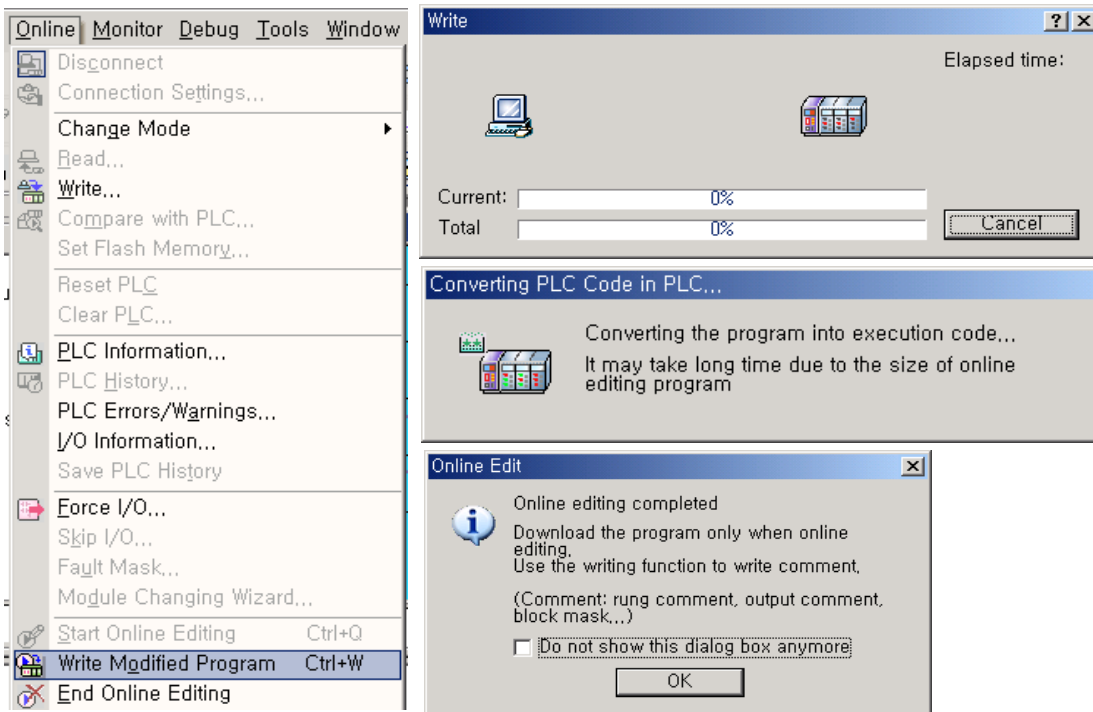 Online Monitor Debug Tools Window
Disconnect
Connection Settings...
Change Mode
Read...
Write...
Compare with PLC...
Set Flash Memory...
Reset PLC
Clear PLC...
PLC Information...
PLC History...
PLC Errors/Warnings...
I/O Information...
Save PLC History
Force I/O...
Skip I/O...
Fault Mask...
Module Changing Wizard...
Start Online Editing Ctrl+Q
Write Modified Program Ctrl+W
End Online Editing
Write
Elapsed time:
Current: 0%
Total 0%
Cancel
Converting PLC Code in PLC...
Converting the program into execution code...
It may take long time due to the size of online
editing program
Online Edit
Online editing completed
Download the program only when online
editing.
Use the writing function to write comment.
(Comment: rung comment, output comment,
block mask...)
Do not show this dialog box anymore
OK